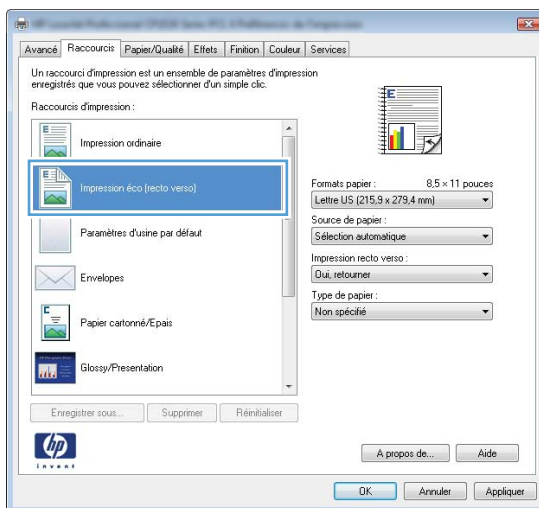 Avancé Raccourcis Papier/Qualité Effets Finition Couleur Services
Un raccourci d'impression est un ensemble de paramètres d'impression
enregistrés que vous pouvez sélectionner d'un simple clic.
Raccourcis d'impression :
Impression ordinaire
Impression éco (recto verso)
Paramètres d'usine par défaut
Envelopes
Papier cartonné/Epais
Glossy/Presentation
Enregistrer sous... Supprimer Réinitialiser
Formats papier : 8,5 × 11 pouces
Lettre US (215,9 x 279,4 mm)
Source de papier :
Sélection automatique
Impression recto verso :
Oui, retourner
Type de papier :
Non spécifié
hp
invent
A propos de... Aide
OK Annuler Appliquer